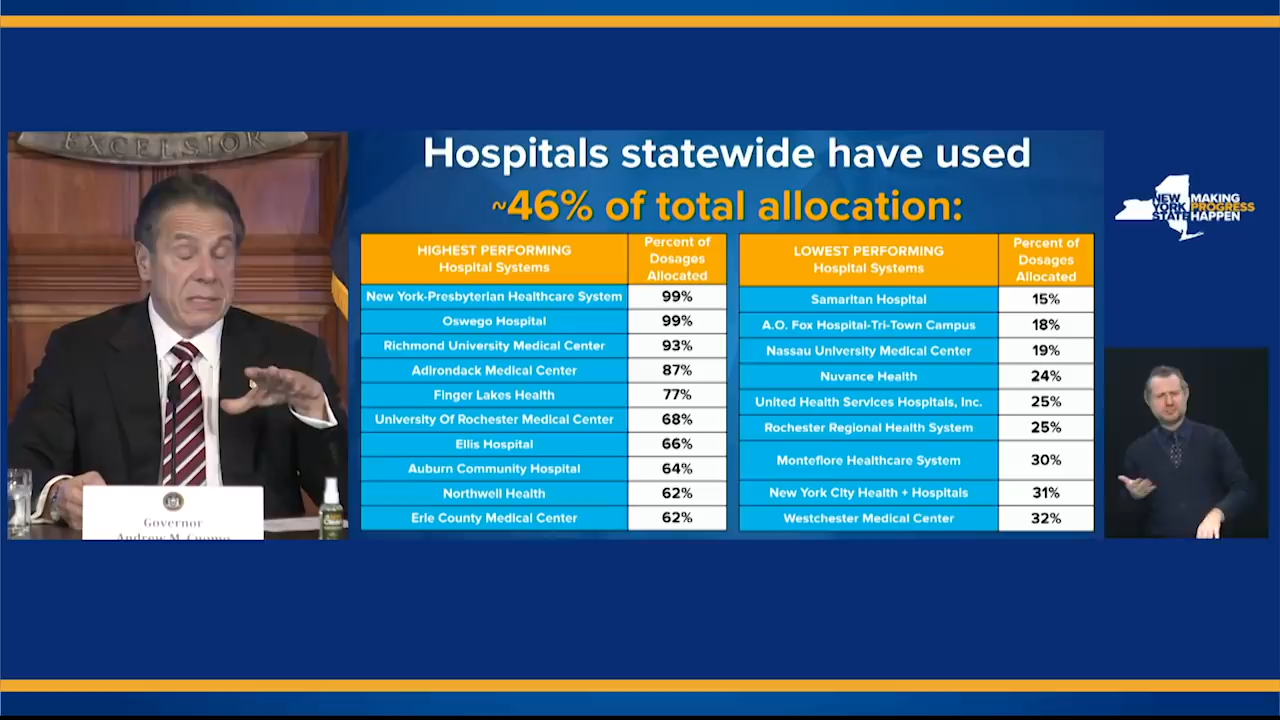 EXCELSIOR
Hospitals statewide have used
~46% of total allocation:
HIGHEST PERFORMING
Hospital Systems
Percent of
Dosages
Allocated
New York-Presbyterian Healthcare System 99%
Oswego Hospital 99%
Richmond University Medical Center 93%
Adirondack Medical Center 87%
Finger Lakes Health 77%
University Of Rochester Medical Center 68%
Ellis Hospital 66%
Auburn Community Hospital 64%
Northwell Health 62%
Erie County Medical Center 62%
LOWEST PERFORMING
Hospital Systems
Percent of
Dosages
Allocated
Samaritan Hospital 15%
A.O. Fox Hospital-Tri-Town Campus 18%
Nassau University Medical Center 19%
Nuvance Health 24%
United Health Services Hospitals, Inc. 25%
Rochester Regional Health System 25%
Montefiore Healthcare System 30%
New York City Health + Hospitals 31%
Westchester Medical Center 32%
NEW
YORK
STATE
MAKING
PROGRESS
HAPPEN
Governor
Andrew M. Cuomo